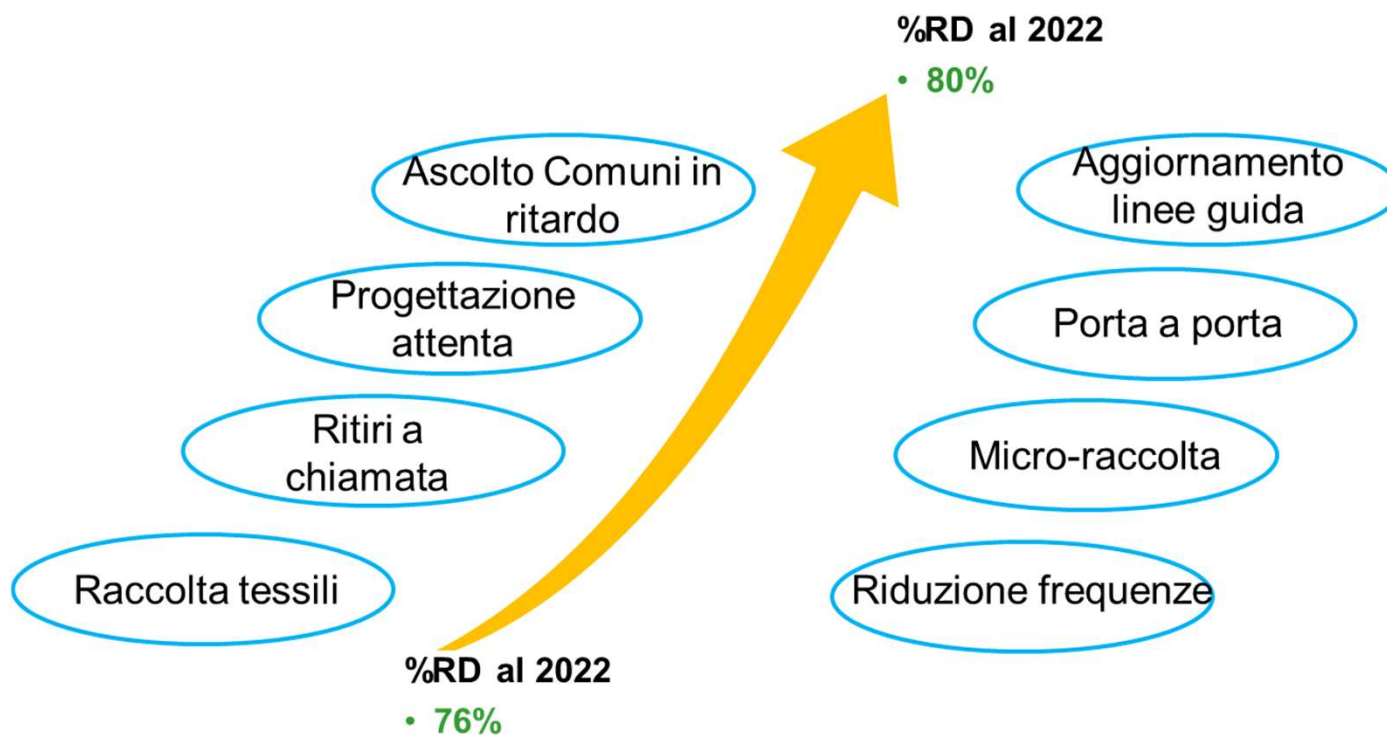 %RD al 2022
• 80%
Ascolto Comuni in
ritardo
Aggiornamento
linee guida
Progettazione
attenta
Porta a porta
Ritiri a
chiamata
Micro-raccolta
Raccolta tessili
Riduzione frequenze
%RD al 2022
• 76%